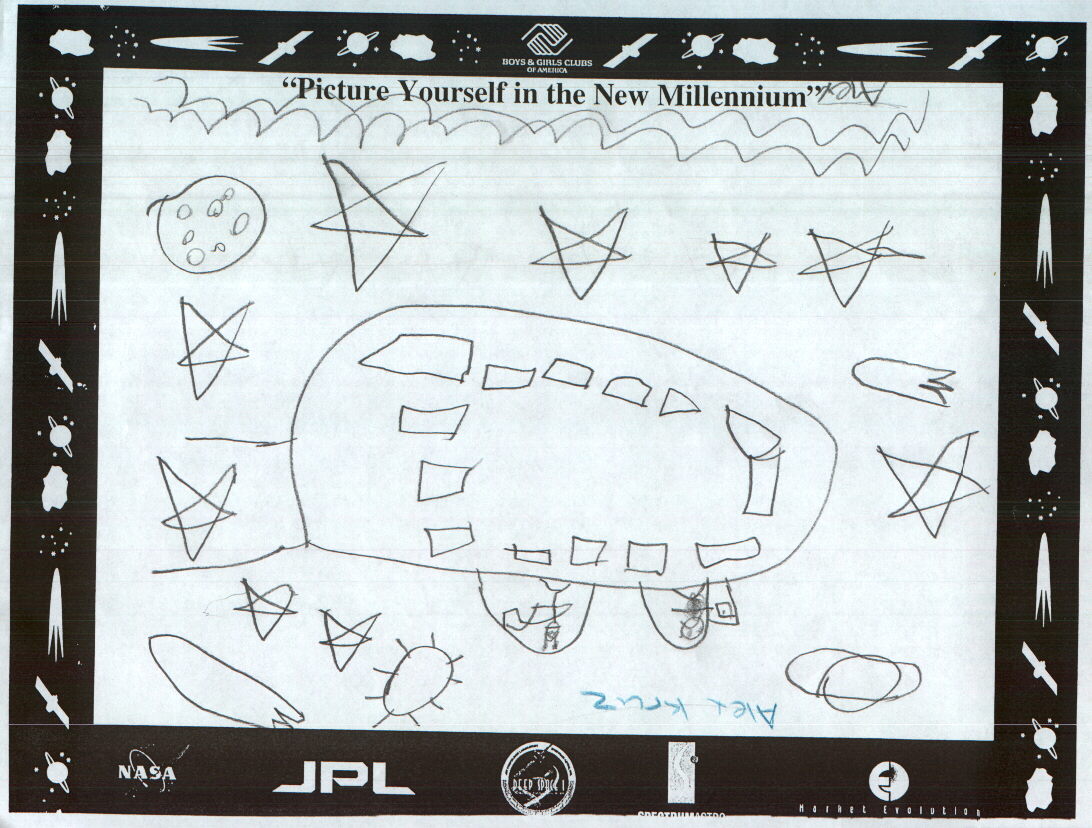 BOYS & GIRLS CLUBS
OF AMERICA
“Picture Yourself in the New Millennium”
Alex
Alex Kruz
NASA
JPL
DEEP SPACE 1
SPECTRUMASTRO
Market Evolution